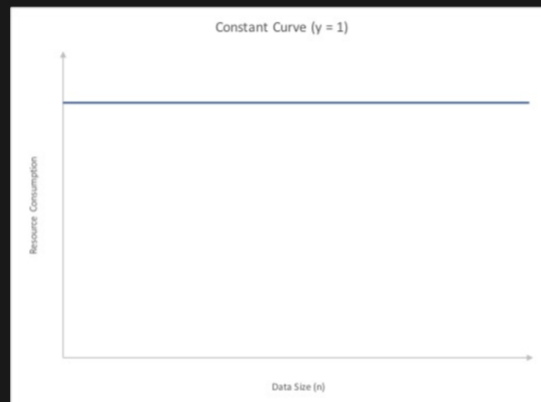 Constant Curve (y = 1)
Resource Consumption
Data Size (n)